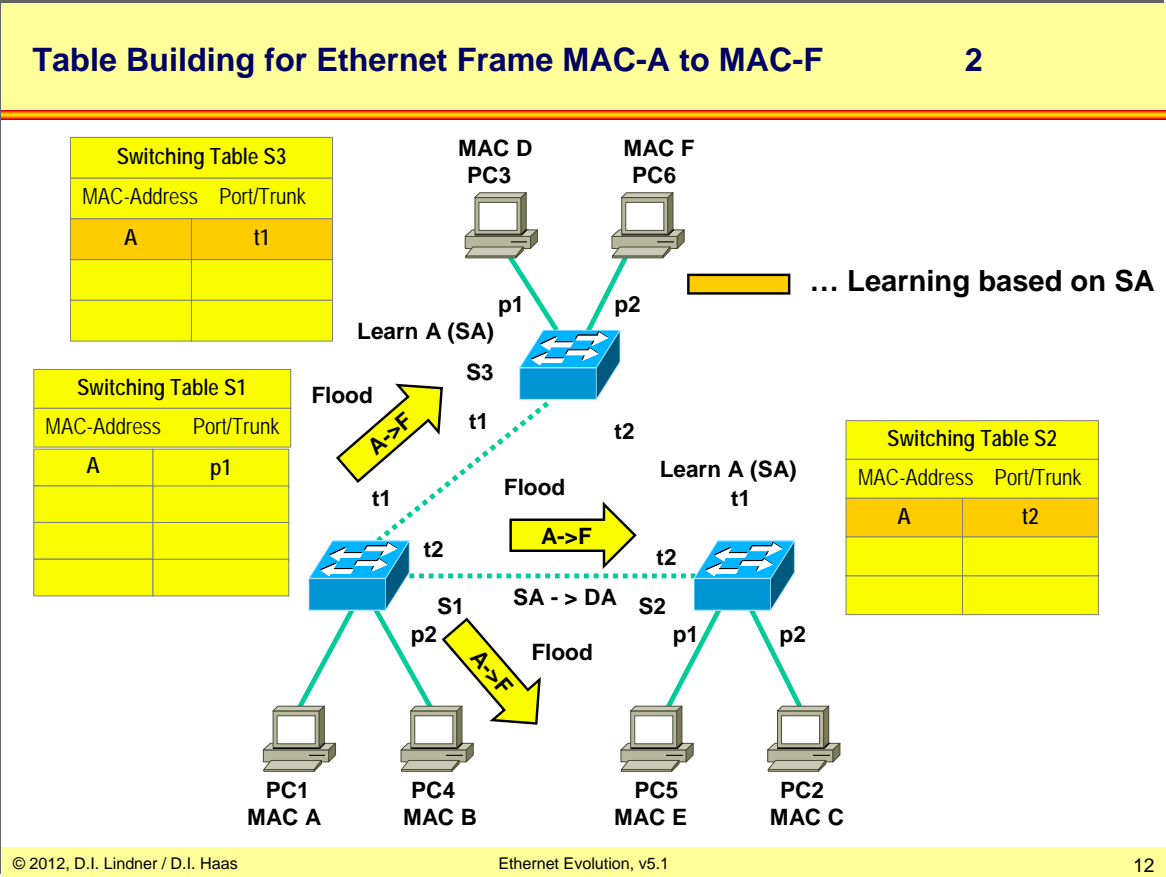 Table Building for Ethernet Frame MAC-A to MAC-F 2
Switching Table S3
MAC-Address Port/Trunk
A t1
MAC D
PC3
MAC F
PC6
… Learning based on SA
p1
p2
Learn A (SA)
S3
Switching Table S1
MAC-Address Port/Trunk
A p1
Flood
A->F
t1
t2
Switching Table S2
MAC-Address Port/Trunk
A t2
Learn A (SA)
t1
Flood
A->F
t1
t2
t2
SA - > DA
S1
S2
p2
A->F
Flood
p1
p2
PC1
MAC A
PC4
MAC B
PC5
MAC E
PC2
MAC C
© 2012, D.I. Lindner / D.I. Haas
Ethernet Evolution, v5.1
12